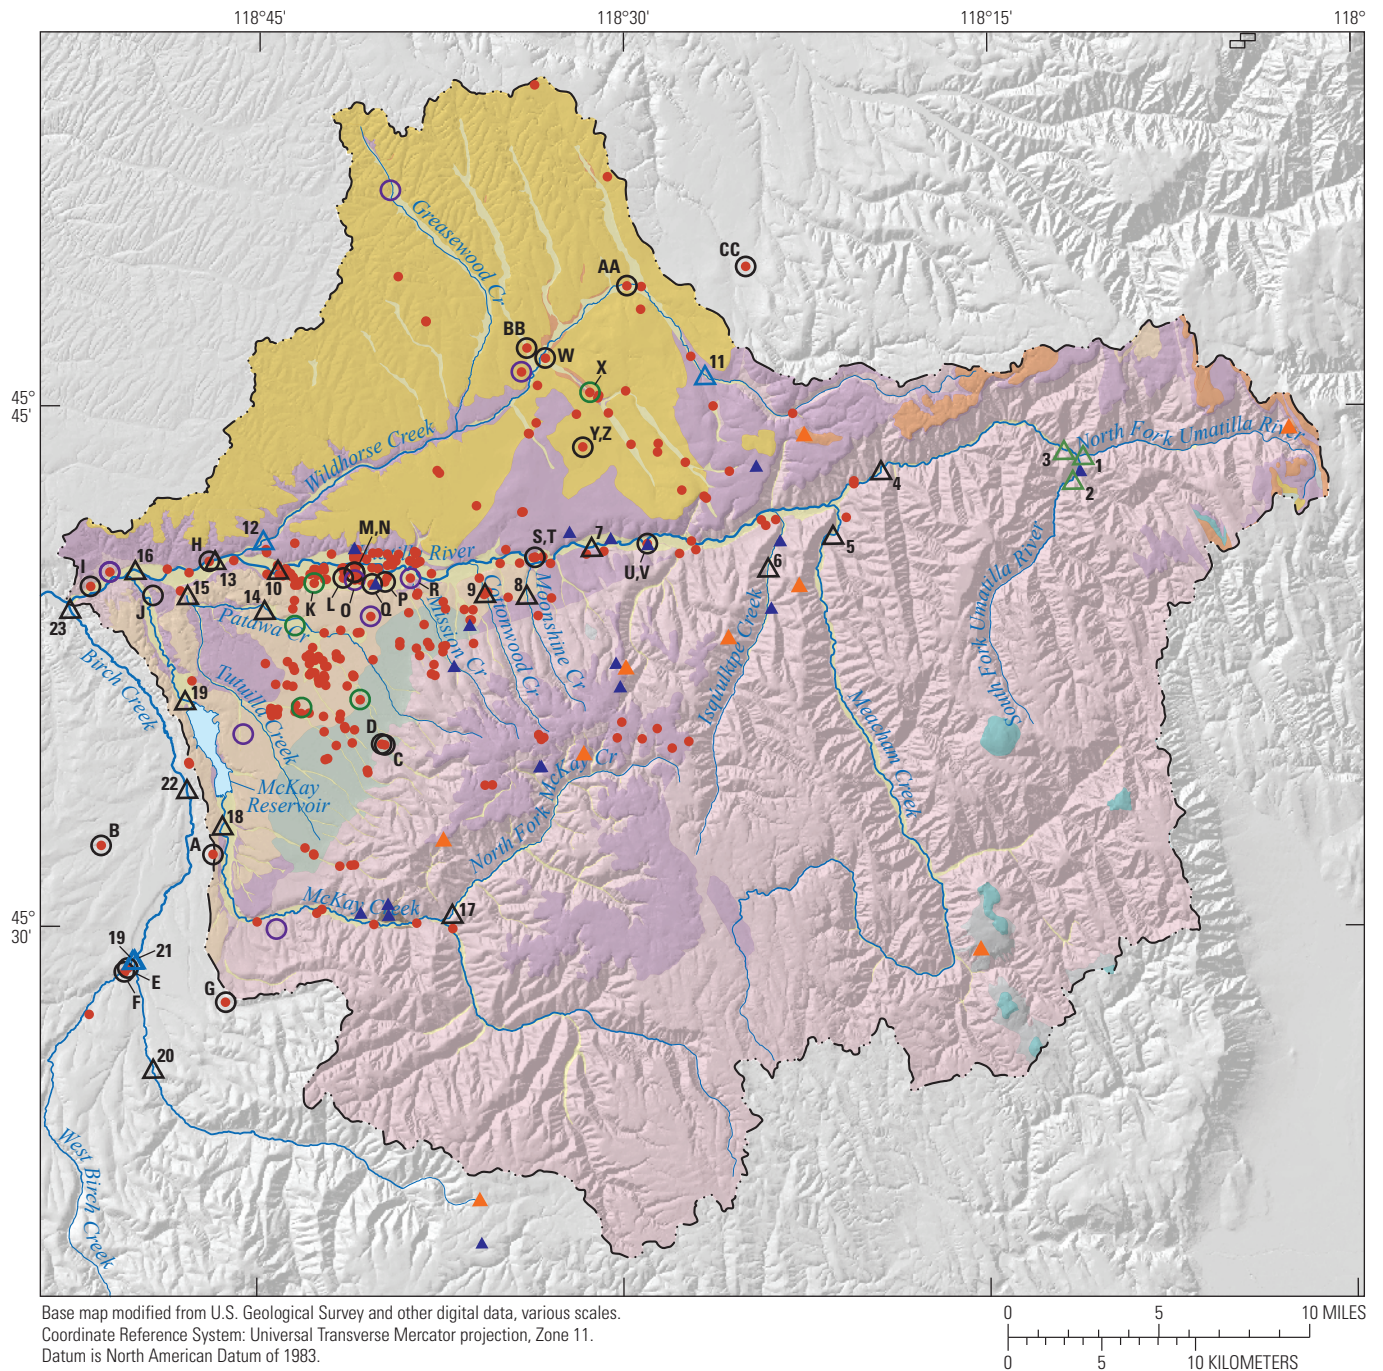 118°45'
118°30'
118°15'
118°
Greasewood Cr
CC
AA
BB
W
X
11
45°
45'
Y,Z
Wildhorse Creek
North Fork Umatilla River
3
1
2
4
12
M,N
River
S,T
7
H
I
16
13
10
5
6
U,V
15
14
K
L
O
Q
P
R
9
8
J
23
Patawa Cr
Mission Cr
Cottonwood Cr
Moonshine Cr
Isquulktpe Creek
South Fork Umatilla River
Birch Creek
Tutuilla Creek
19
Meacham Creek
D
C
22
McKay
Reservoir
North Fork McKay Cr
18
B
A
McKay Creek
17
45°
30'
19
21
E
F
G
20
West Birch Creek
Base map modified from U.S. Geological Survey and other digital data, various scales.
Coordinate Reference System: Universal Transverse Mercator projection, Zone 11.
Datum is North American Datum of 1983.
0 5 10 MILES
0 5 10 KILOMETERS